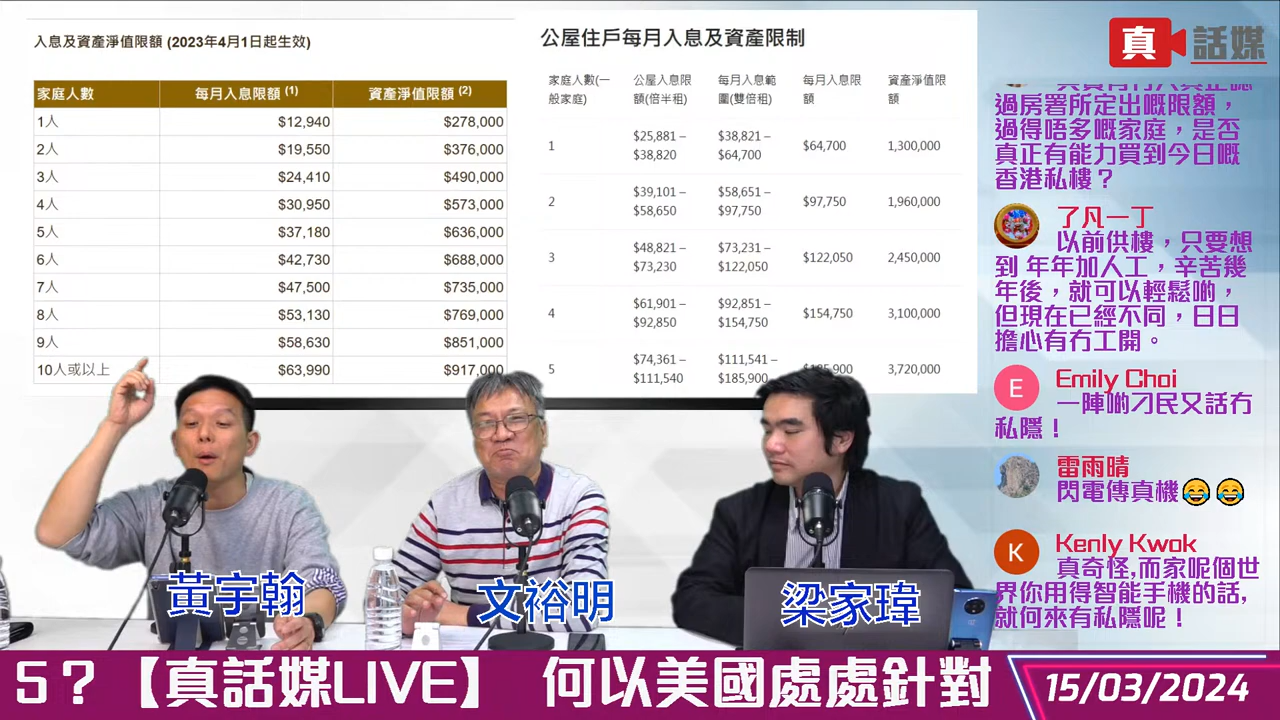 入息及資產淨值限額 (2023年4月1日起生效)
家庭人數 每月入息限額 (1) 資產淨值限額 (2)
1人 $12,940 $278,000
2人 $19,550 $376,000
3人 $24,410 $490,000
4人 $30,950 $573,000
5人 $37,180 $636,000
6人 $42,730 $688,000
7人 $47,500 $735,000
8人 $53,130 $769,000
9人 $851,000
10人或以上 $63,990 $917,000
公屋住戶每月入息及資產限制
家庭人數(一 公屋入息限 每月入息範 每月入息限 資產淨值限
般家庭) 額(倍半租) 圍(雙倍租) 額 額
$25,881 – $38,821 –
1 $64,700 1,300,000
$38,820 $64,700
$39,101 – $58,651 –
2 $97,750 1,960,000
$58,650 $97,750
$48,821 – $73,231 –
3 $122,050 2,450,000
$73,230 $122,050
$61,901 – $92,851 –
4 $154,750 3,100,000
$92,850 $154,750
$74,361 – $111,541 –
5 3,720,000
$111,540 $185,900
真 話媒
過房署所定出嘅限額，
過得唔多嘅家庭，是否
真正有能力買到今日嘅
香港私樓？
了凡一丁
以前供樓，只要想
到 年年加人工，辛苦幾
年後，就可以輕鬆啲，
但現在已經不同，日日
擔心有冇工開。
E Emily Choi
一陣啲刁民又話冇
私隱！
雷雨晴
閃電傳真機😂😂
K Kenly Kwok
真奇怪,而家呢個世
界你用得智能手機的話,
就何來有私隱呢！
黃宇翰
文裕明
梁家瑋
5？【真話媒LIVE】 何以美國處處針對
15/03/2024